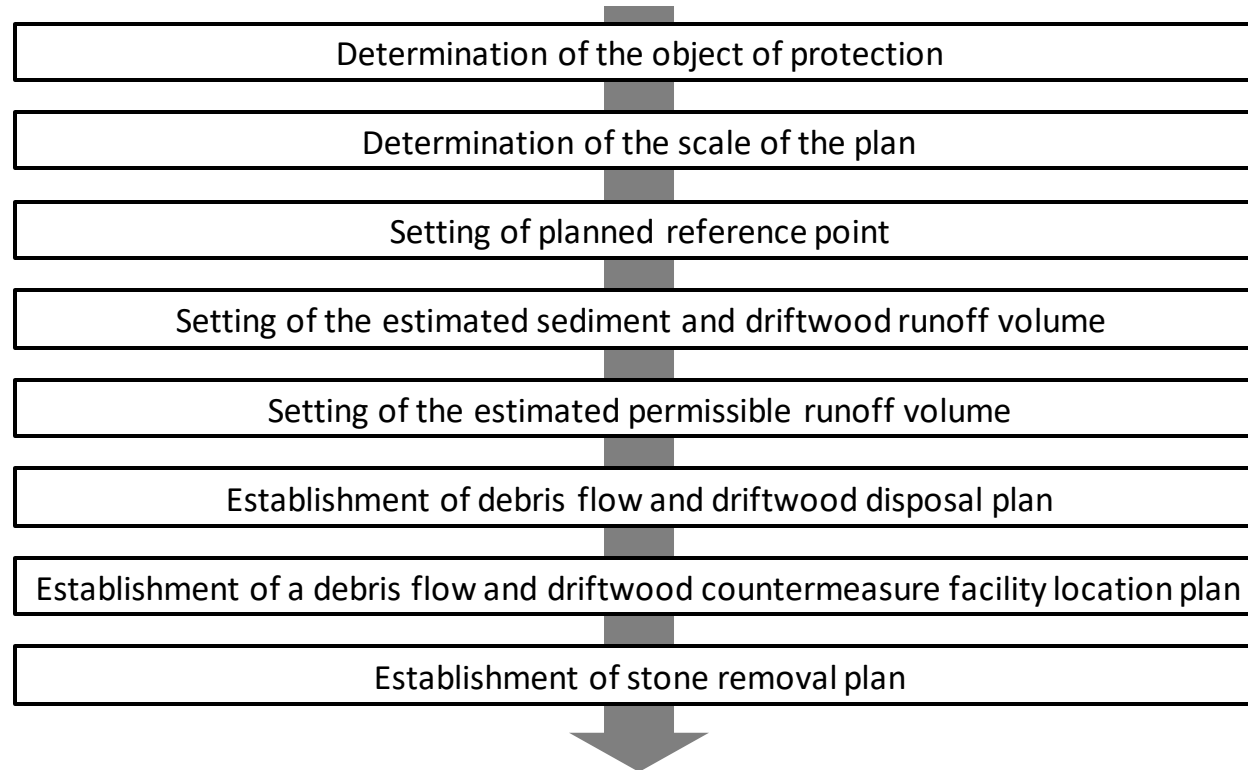 Determination of the object of protection
Determination of the scale of the plan
Setting of planned reference point
Setting of the estimated sediment and driftwood runoff volume
Setting of the estimated permissible runoff volume
Establishment of debris flow and driftwood disposal plan
Establishment of a debris flow and driftwood countermeasure facility location plan
Establishment of stone removal plan